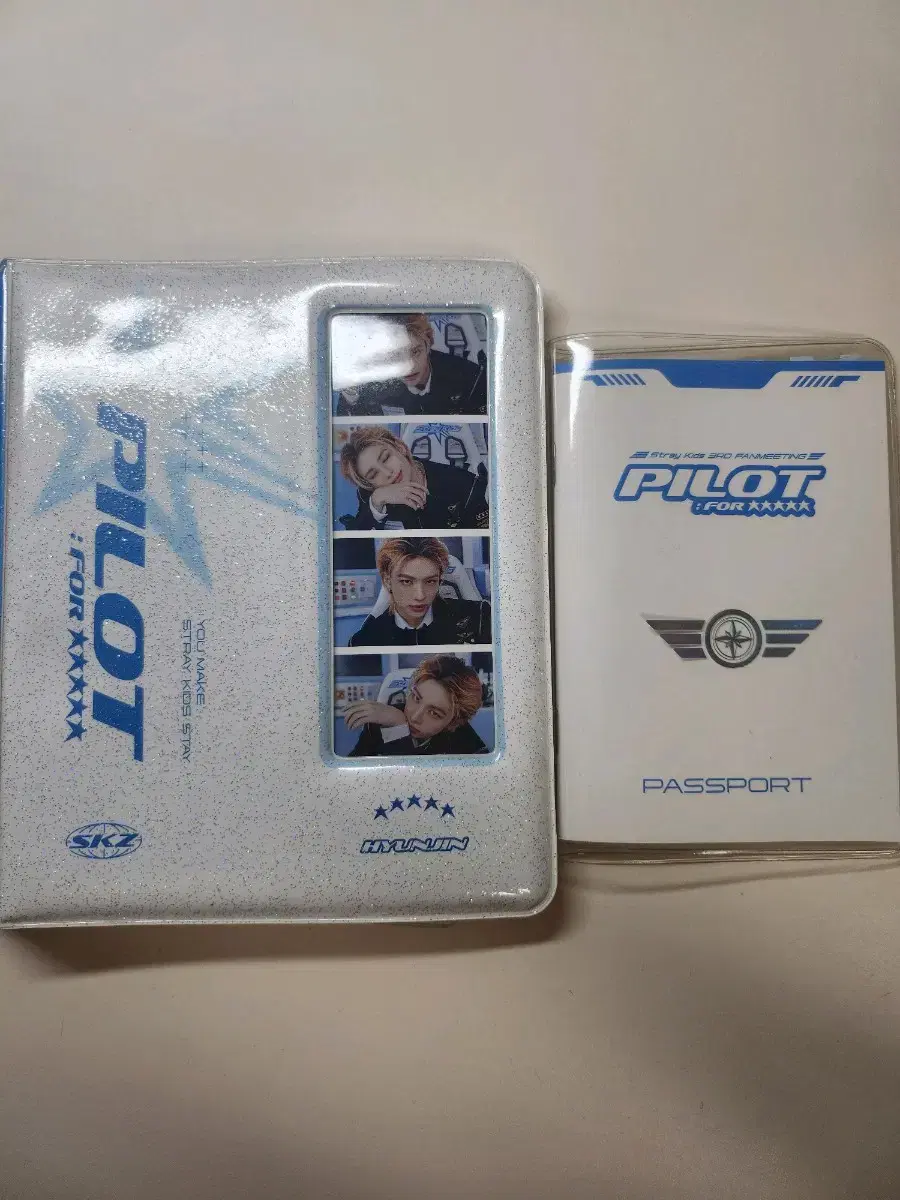 PILOT
: FOR ★★★★★
YOU MAKE
STRAY KIDS STAY
SKZ
★★★★★
HYUNJIN
Stray Kids 3RD FANMEETING
PILOT
: FOR ★★★★★
PASSPORT